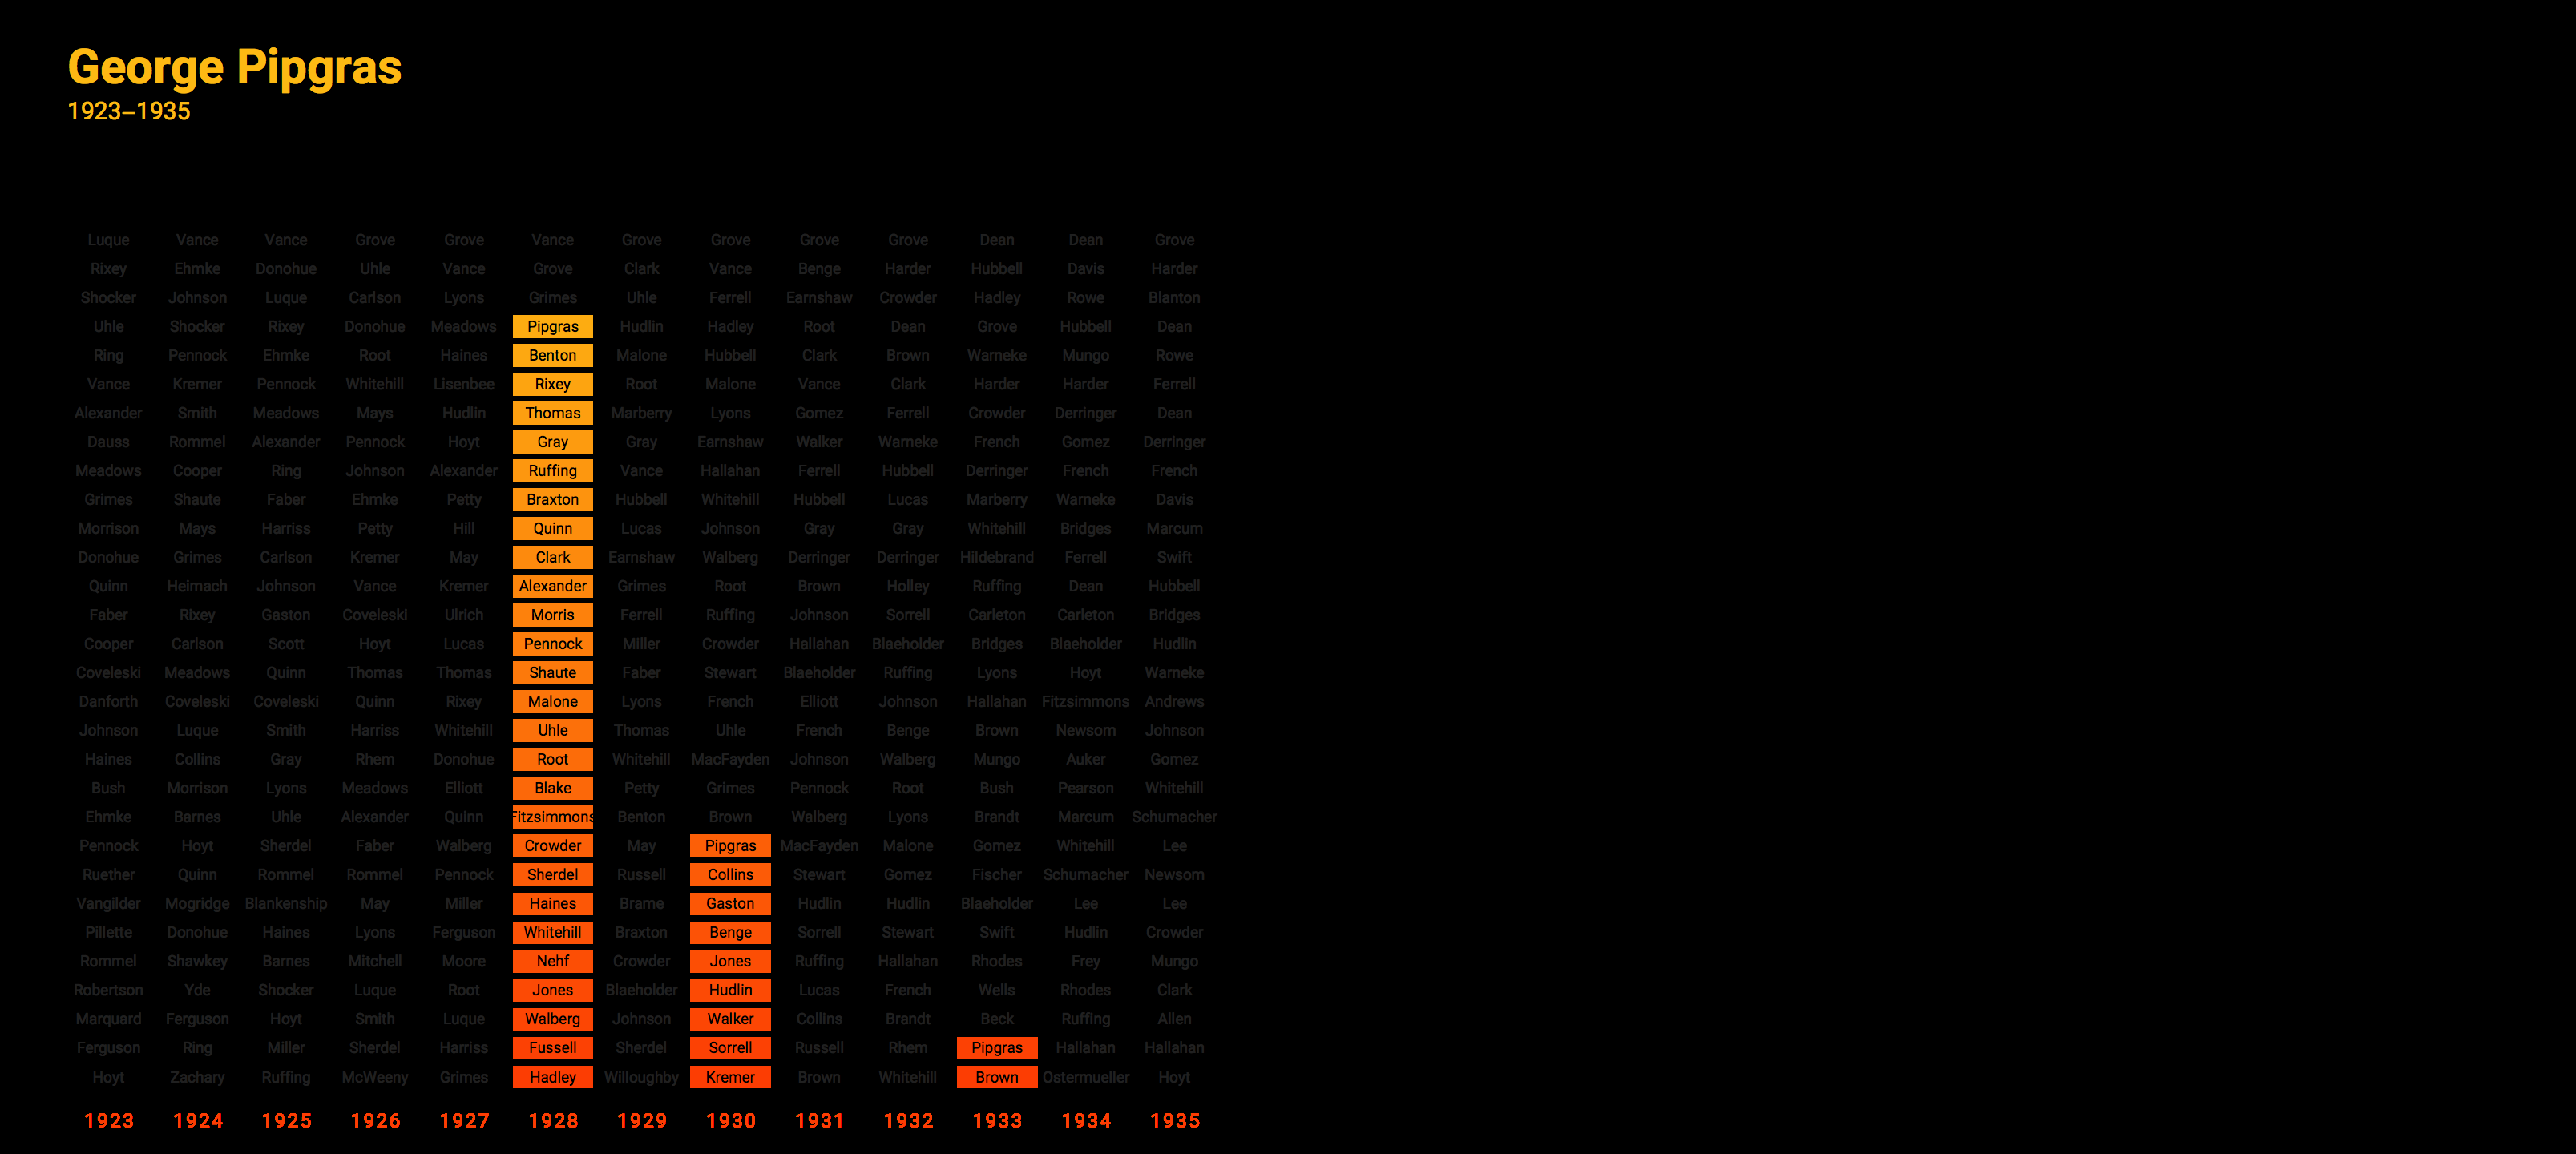 George Pipgras
1923–1935
Luque Vance Vance Grove Grove Vance Grove Grove Grove Grove Dean Dean Grove
Rixey Ehmke Donohue Uhle Vance Grove Clark Vance Benge Harder Hubbell Davis Harder
Shocker Johnson Luque Carlson Lyons Grimes Uhle Ferrell Earnshaw Crowder Hadley Rowe Blanton
Uhle Shocker Rixey Donohue Meadows Pipgras Hudlin Hadley Root Dean Grove Hubbell Dean
Ring Pennock Ehmke Root Haines Benton Malone Hubbell Clark Brown Warneke Mungo Rowe
Vance Kremer Pennock Whitehill Lisenbee Rixey Root Malone Vance Clark Harder Harder Ferrell
Alexander Smith Meadows Mays Hudlin Thomas Marberry Lyons Gomez Ferrell Crowder Derringer Dean
Dauss Rommel Alexander Pennock Hoyt Gray Gray Earnshaw Walker Warneke French Gomez Derringer
Meadows Cooper Ring Johnson Alexander Ruffing Vance Hallahan Ferrell Hubbell Derringer French French
Grimes Shaute Faber Ehmke Petty Braxton Hubbell Whitehill Hubbell Lucas Marberry Warneke Davis
Morrison Mays Harriss Petty Hill Quinn Lucas Johnson Gray Gray Whitehill Bridges Marcum
Donohue Grimes Carlson Kremer May Clark Earnshaw Walberg Derringer Derringer Hildebrand Ferrell Swift
Quinn Heimach Johnson Vance Kremer Alexander Grimes Root Brown Holley Ruffing Dean Hubbell
Faber Rixey Gaston Coveleski Ulrich Morris Ferrell Ruffing Johnson Sorrell Carleton Carleton Bridges
Cooper Carlson Scott Hoyt Lucas Pennock Miller Crowder Hallahan Blaeholder Bridges Blaeholder Hudlin
Coveleski Meadows Quinn Thomas Thomas Shaute Faber Stewart Blaeholder Ruffing Lyons Hoyt Warneke
Danforth Coveleski Coveleski Quinn Rixey Malone Lyons French Elliott Johnson Hallahan Fitzsimmons Andrews
Johnson Luque Smith Harriss Whitehill Uhle Thomas Uhle French Benge Brown Newsom Johnson
Haines Collins Gray Rhem Donohue Root Whitehill MacFayden Johnson Walberg Mungo Auker Gomez
Bush Morrison Lyons Meadows Elliott Blake Petty Grimes Pennock Root Bush Pearson Whitehill
Ehmke Barnes Uhle Alexander Quinn Fitzsimmons Benton Brown Walberg Lyons Brandt Marcum Schumacher
Pennock Hoyt Sherdel Faber Walberg Crowder May Pipgras MacFayden Malone Gomez Whitehill Lee
Ruether Quinn Rommel Rommel Pennock Sherdel Russell Collins Stewart Gomez Fischer Schumacher Newsom
Vangilder Mogridge Blankenship May Miller Haines Brame Gaston Hudlin Hudlin Blaeholder Lee Lee
Pillette Donohue Haines Lyons Ferguson Whitehill Braxton Benge Sorrell Stewart Swift Hudlin Crowder
Rommel Shawkey Barnes Mitchell Moore Nehf Crowder Jones Ruffing Hallahan Rhodes Frey Mungo
Robertson Yde Shocker Luque Root Jones Blaeholder Hudlin Lucas French Wells Rhodes Clark
Marquard Ferguson Hoyt Smith Luque Walberg Johnson Walker Collins Brandt Beck Ruffing Allen
Ferguson Ring Miller Sherdel Harriss Fussell Sherdel Sorrell Russell Rhem Pipgras Hallahan Hallahan
Hoyt Zachary Ruffing McWeeny Grimes Hadley Willoughby Kremer Brown Whitehill Brown Ostermueller Hoyt
1923 1924 1925 1926 1927 1928 1929 1930 1931 1932 1933 1934 1935